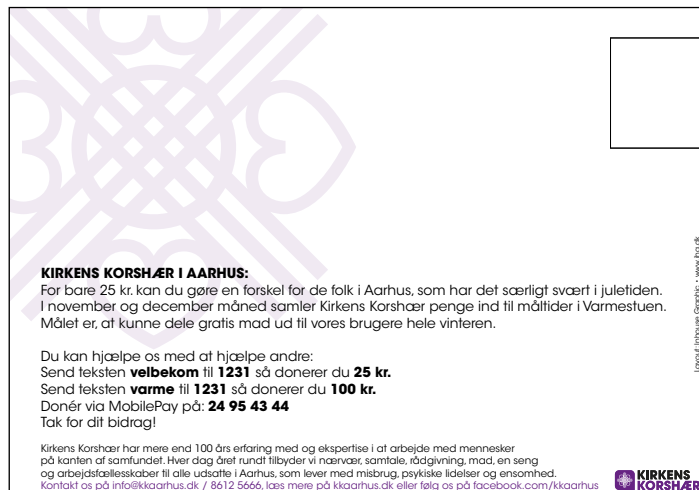 KIRKENS KORSHÆR I AARHUS:
For bare 25 kr. kan du gøre en forskel for de folk i Aarhus, som har det særligt svært i juletiden.
I november og december måned samler Kirkens Korshær penge ind til måltider i Varmestuen.
Målet er, at kunne dele gratis mad ud til vores brugere hele vinteren.
Du kan hjælpe os med at hjælpe andre:
Send teksten velbekom til 1231 så donerer du 25 kr.
Send teksten varme til 1231 så donerer du 100 kr.
Donér via MobilePay på: 24 95 43 44
Tak for dit bidrag!
Kirkens Korshær har mere end 100 års erfaring med og ekspertise i at arbejde med mennesker
på kanten af samfundet. Hver dag året rundt tilbyder vi nærvær, samtale, rådgivning, mad, en seng
og arbejdsfællesskaber til alle udsatte i Aarhus, som lever med misbrug, psykiske lidelser og ensomhed.
Kontakt os på info@kkaarhus.dk / 8612 5666, læs mere på kkaarhus.dk eller følg os på facebook.com/kkaarhus
KIRKENS
KORSHÆR
Layout: Inhouse Graphic • www.ihg.dk